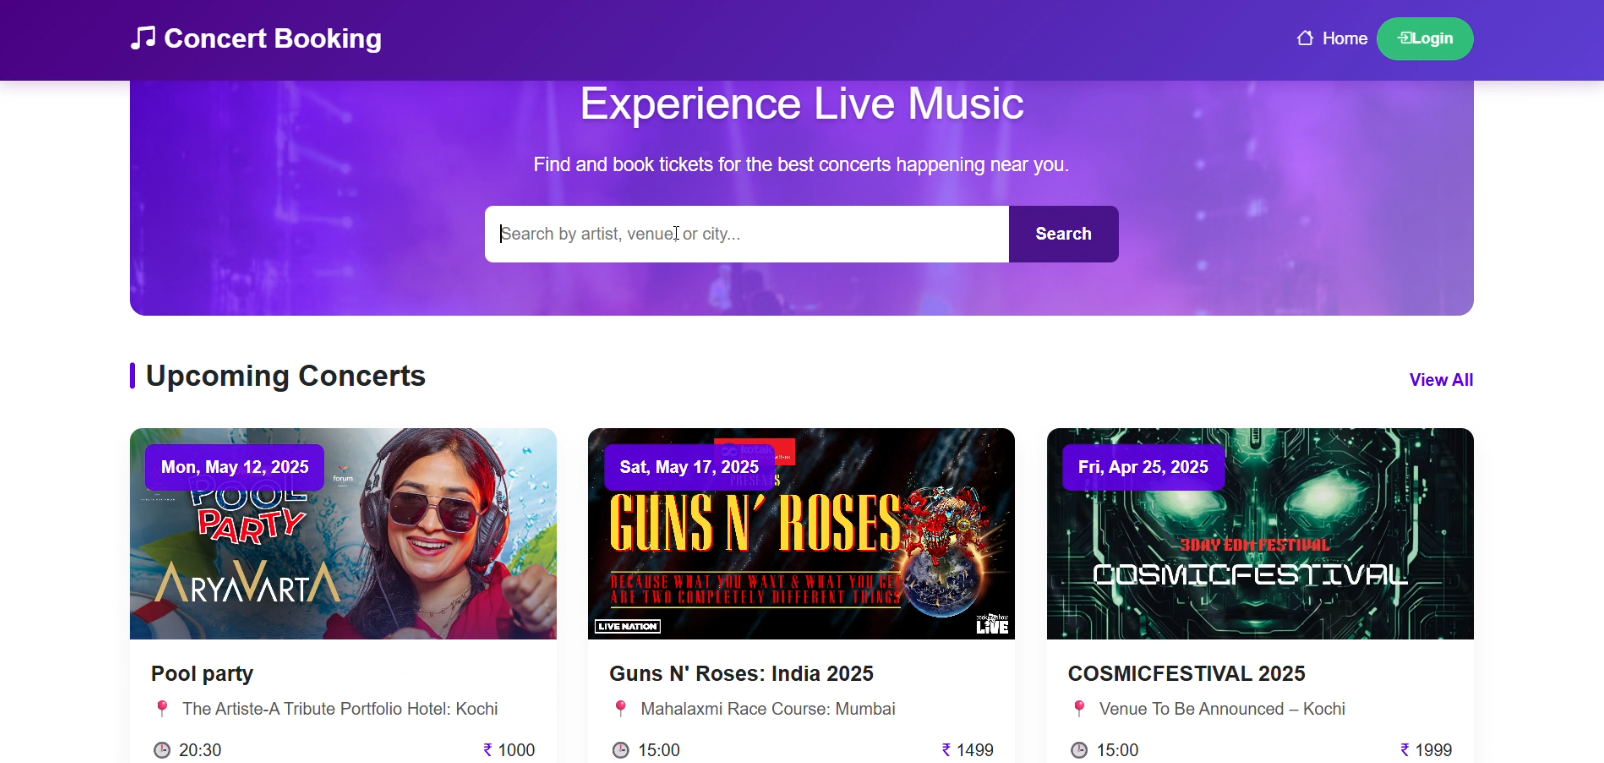 Concert Booking
Home
Login
Experience Live Music
Find and book tickets for the best concerts happening near you.
Search by artist, venue, or city...
Search
Upcoming Concerts
View All
Mon, May 12, 2025
forum
POOL
PARTY
ARYAVARTA
Pool party
The Artiste-A Tribute Portfolio Hotel: Kochi
20:30
₹ 1000
Sat, May 17, 2025
kotak
PRESENTS
GUNS N' ROSES
BECAUSE WHAT YOU WANT & WHAT YOU GET
ARE TWO COMPLETELY DIFFERENT THINGS
LIVE NATION
LIVE
Guns N' Roses: India 2025
Mahalaxmi Race Course: Mumbai
15:00
₹ 1499
Fri, Apr 25, 2025
3DAY EDM FESTIVAL
COSMICFESTIVAL
COSMICFESTIVAL 2025
Venue To Be Announced – Kochi
15:00
₹ 1999